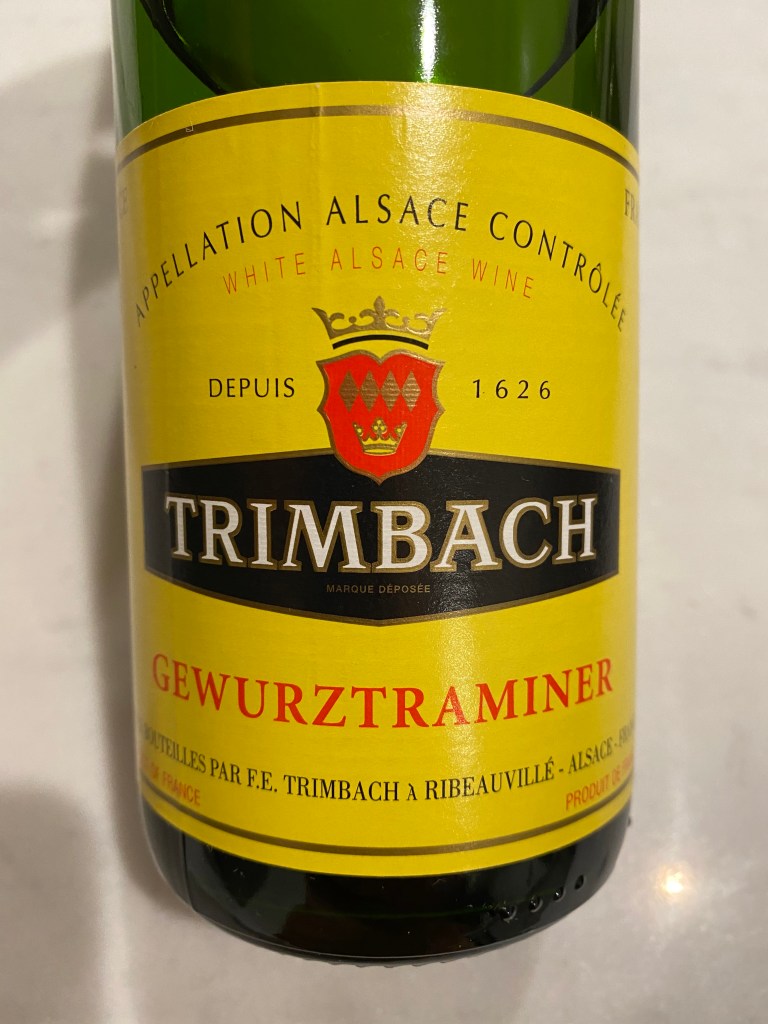 APPELLATION ALSACE CONTRÔLÉE
WHITE ALSACE WINE
DEPUIS 1626
TRIMBACH
MARQUE DÉPOSÉE
GEWURZTRAMINER
BOUTEILLES PAR F.E. TRIMBACH À RIBEAUVILLÉ - ALSACE -
OF FRANCE PRODUIT DE